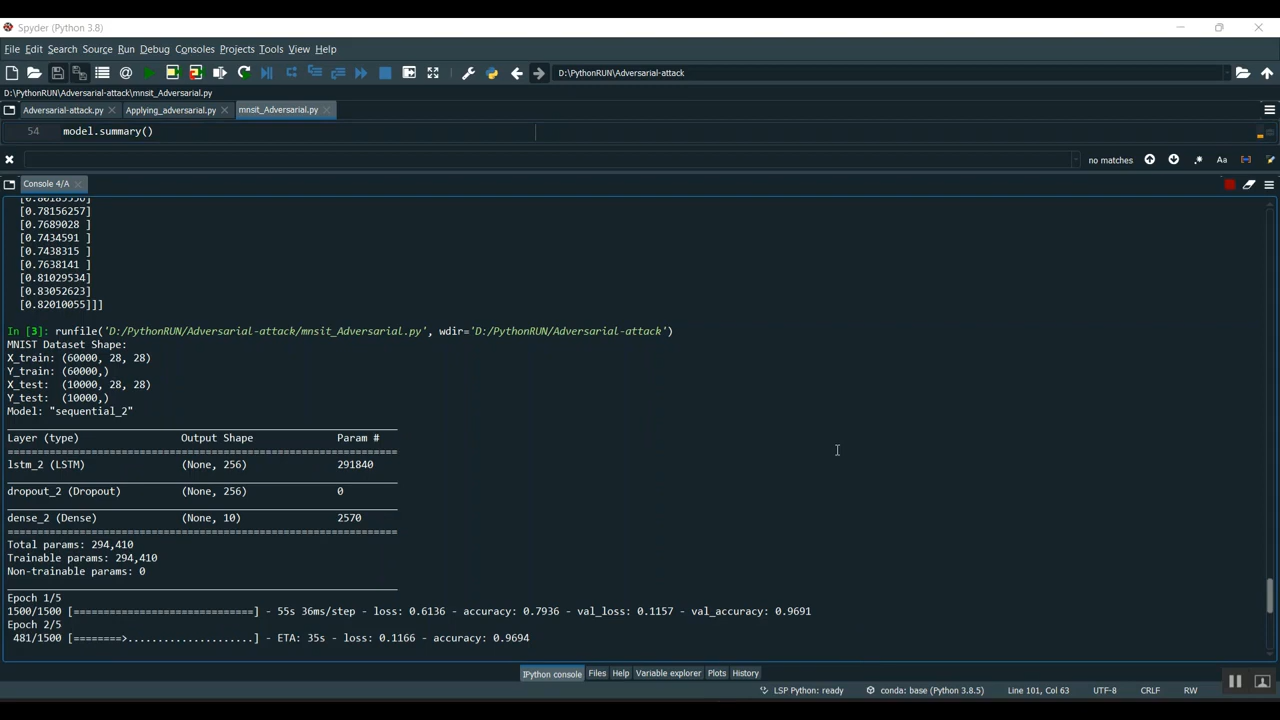 Spyder (Python 3.8)
File Edit Search Source Run Debug Consoles Projects Tools View Help
D:\PythonRUN\Adversarial-attack
D:\PythonRUN\Adversarial-attack\mnsit_Adversarial.py
Adversarial-attack.py Applying_adversarial.py mnsit_Adversarial.py
54 model.summary()
no matches .* Aa
Console 4/A
[0.78156257]
[0.7689028 ]
[0.7434591 ]
[0.7438315 ]
[0.7638141 ]
[0.81029534]
[0.83052623]
[0.82010055]]]
In [3]: runfile('D:/PythonRUN/Adversarial-attack/mnsit_Adversarial.py', wdir='D:/PythonRUN/Adversarial-attack')
MNIST Dataset Shape:
X_train: (60000, 28, 28)
Y_train: (60000,)
X_test:  (10000, 28, 28)
Y_test:  (10000,)
Model: "sequential_2"
Layer (type) Output Shape Param #
=================================================================
lstm_2 (LSTM) (None, 256) 291840
dropout_2 (Dropout) (None, 256) 0
dense_2 (Dense) (None, 10) 2570
=================================================================
Total params: 294,410
Trainable params: 294,410
Non-trainable params: 0
Epoch 1/5
1500/1500 [==============================] - 55s 36ms/step - loss: 0.6136 - accuracy: 0.7936 - val_loss: 0.1157 - val_accuracy: 0.9691
Epoch 2/5
481/1500 [========>.....................] - ETA: 35s - loss: 0.1166 - accuracy: 0.9694
IPython console Files Help Variable explorer Plots History
LSP Python: ready conda: base (Python 3.8.5) Line 101, Col 63 UTF-8 CRLF RW